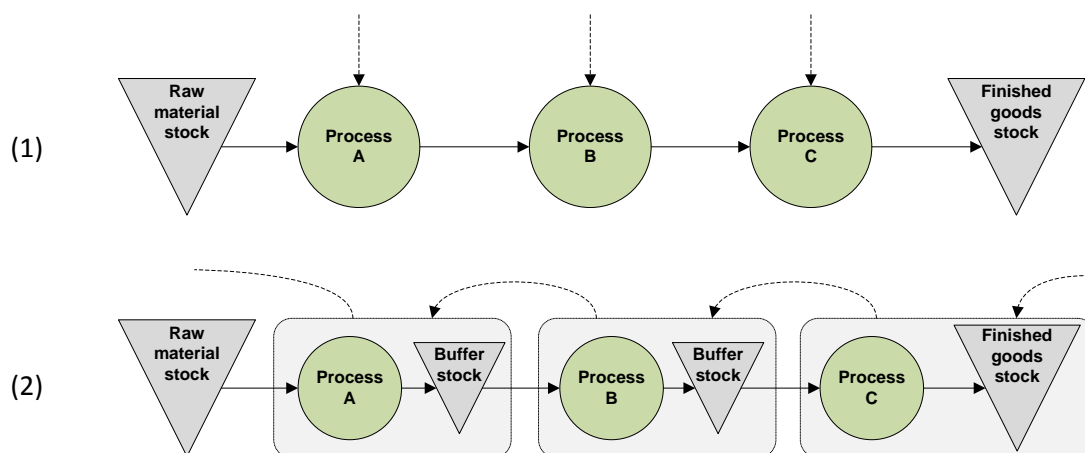 (1)
Raw
material
stock
Process
A
Process
B
Process
C
Finished
goods
stock
(2)
Raw
material
stock
Process
A
Buffer
stock
Process
B
Buffer
stock
Process
C
Finished
goods
stock